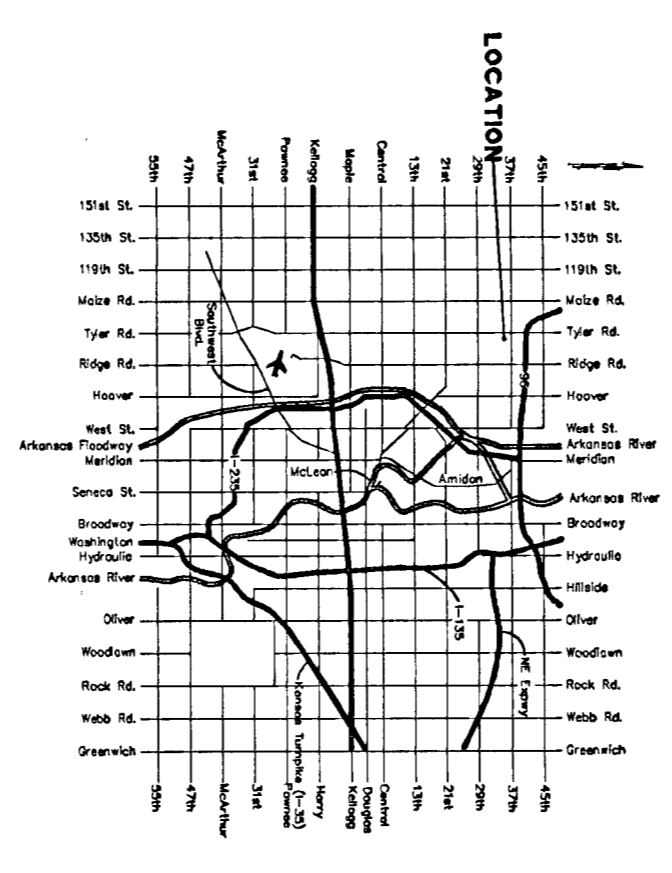 LOCATION
55th
47th
McArthur
31st
Pawnee
Kellogg
Maple
Central
13th
21st
29th
37th
45th
151st St.
135th St.
119th St.
Maize Rd.
Tyler Rd.
Ridge Rd.
Hoover
West St.
Arkansas Floodway
Meridian
Seneca St.
Broadway
Washington
Hydraulic
Arkansas River
Oliver
Woodlawn
Rock Rd.
Webb Rd.
Greenwich
151st St.
135th St.
119th St.
Maize Rd.
Tyler Rd.
Ridge Rd.
Hoover
West St.
Arkansas River
Meridian
Arkansas River
Broadway
Hydraulic
Hillside
Oliver
Woodlawn
Rock Rd.
Webb Rd.
Greenwich
Southwest
Blvd.
96
I-235
McLean
Amidon
I-135
NE Expwy
Kansas Turnpike (I-35)
55th
47th
McArthur
31st
Pawnee
Harry
Kellogg
Douglas
Central
13th
21st
29th
37th
45th